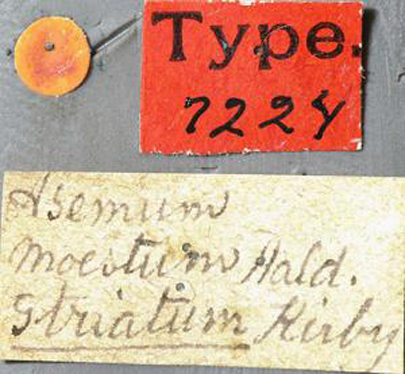 Type.
7224
Asemum
moestum Hald.
striatum Kirby